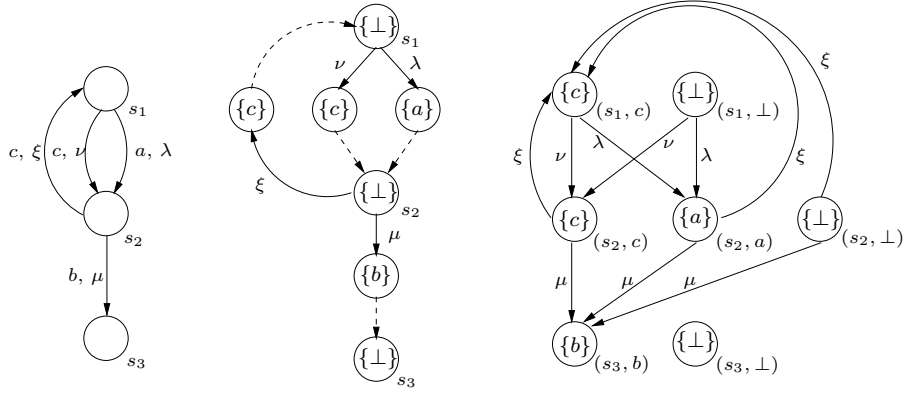 s₁
c, ξ
c, ν
a, λ
s₂
b, μ
s₃
{⊥}
s₁
ν
λ
{c}
{c}
{a}
ξ
{⊥}
s₂
μ
{b}
{⊥}
s₃
ξ
{c}
(s₁, c)
{⊥}
(s₁, ⊥)
ξ
ν
λ
ν
λ
ξ
{c}
(s₂, c)
{a}
(s₂, a)
{⊥}
(s₂, ⊥)
μ
μ
μ
{b}
(s₃, b)
{⊥}
(s₃, ⊥)